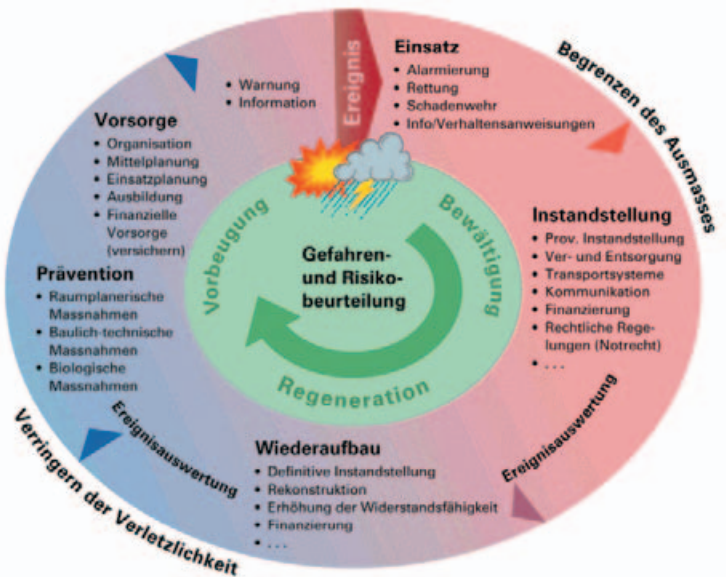 Ereignis
Einsatz
• Alarmierung
• Rettung
• Schadenwehr
• Info/Verhaltensanweisungen
Begrenzen des Ausmasses
Instandstellung
• Prov. Instandstellung
• Ver- und Entsorgung
• Transportsysteme
• Kommunikation
• Finanzierung
• Rechtliche Rege-
lungen (Notrecht)
• . . .
Ereignisauswertung
Wiederaufbau
• Definitive Instandstellung
• Rekonstruktion
• Erhöhung der Widerstandsfähigkeit
• Finanzierung
• . . .
Ereignisauswertung
Verringern der Verletzlichkeit
Prävention
• Raumplanerische
Massnahmen
• Baulich-technische
Massnahmen
• Biologische
Massnahmen
Vorsorge
• Organisation
• Mittelplanung
• Einsatzplanung
• Ausbildung
• Finanzielle
Vorsorge
(versichern)
• Warnung
• Information
Bewältigung
Regeneration
Vorbeugung
Gefahren-
und Risiko-
beurteilung